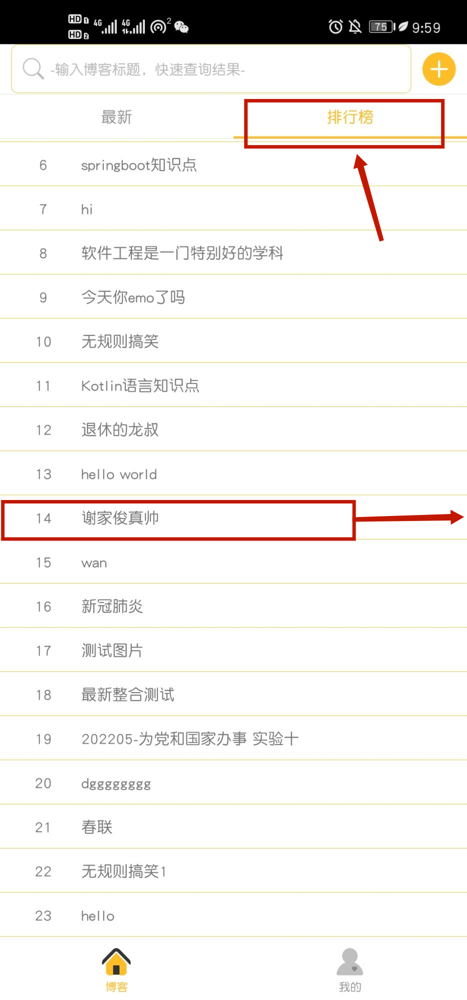 HD 1 4G 4G 2 75 9:59
HD 2
-输入博客标题，快速查询结果-
最新 排行榜
6 springboot知识点
7 hi
8 软件工程是一门特别好的学科
9 今天你emo了吗
10 无规则搞笑
11 Kotlin语言知识点
12 退休的龙叔
13 hello world
14 谢家俊真帅
15 wan
16 新冠肺炎
17 测试图片
18 最新整合测试
19 202205-为党和国家办事 实验十
20 dgggggggg
21 春联
22 无规则搞笑1
23 hello
博客 我的